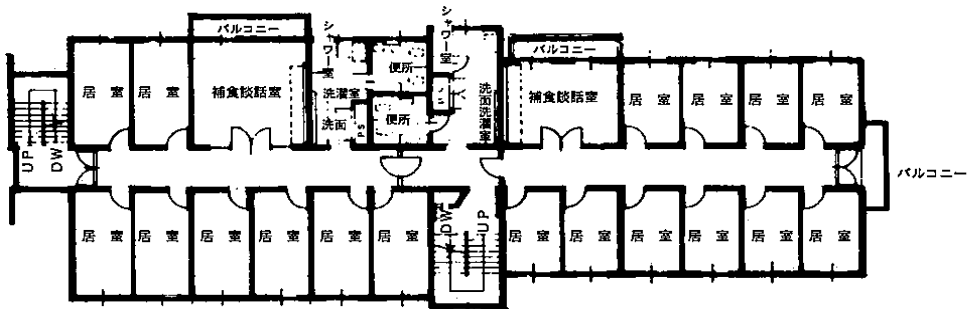 バルコニー
シャワー室
シャワー室
バルコニー
居 室
居 室
補食談話室
洗濯室
洗面
PS
便所
便所
洗面洗濯室
補食談話室
居 室
居 室
居 室
居 室
UP
DW
バルコニー
居 室
居 室
居 室
居 室
居 室
居 室
DW
UP
居 室
居 室
居 室
居 室
居 室
居 室